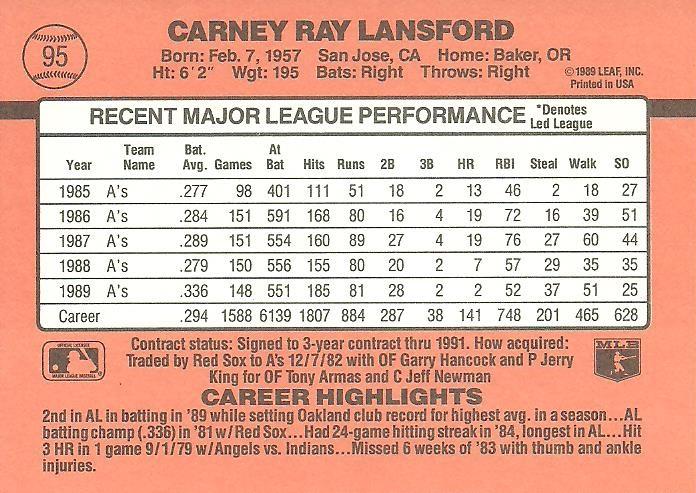 95
CARNEY RAY LANSFORD
Born: Feb. 7, 1957 San Jose, CA Home: Baker, OR
Ht: 6'2" Wgt: 195 Bats: Right Throws: Right
©1989 LEAF, INC.
Printed in USA
RECENT MAJOR LEAGUE PERFORMANCE *Denotes Led League
Year Team Name Bat. Avg. Games At Bat Hits Runs 2B 3B HR RBI Steal Walk SO
1985 A's .277 98 401 111 51 18 2 13 46 2 18 27
1986 A's .284 151 591 168 80 16 4 19 72 16 39 51
1987 A's .289 151 554 160 89 27 4 19 76 27 60 44
1988 A's .279 150 556 155 80 20 2 7 57 29 35 35
1989 A's .336 148 551 185 81 28 2 2 52 37 51 25
Career .294 1588 6139 1807 884 287 38 141 748 201 465 628
OFFICIAL LICENSEE
MAJOR LEAGUE BASEBALL
Contract status: Signed to 3-year contract thru 1991. How acquired:
Traded by Red Sox to A's 12/7/82 with OF Garry Hancock and P Jerry
King for OF Tony Armas and C Jeff Newman
MLB
CAREER HIGHLIGHTS
2nd in AL in batting in '89 while setting Oakland club record for highest avg. in a season...AL
batting champ (.336) in '81 w/Red Sox...Had 24-game hitting streak in '84, longest in AL...Hit
3 HR in 1 game 9/1/79 w/Angels vs. Indians...Missed 6 weeks of '83 with thumb and ankle
injuries.